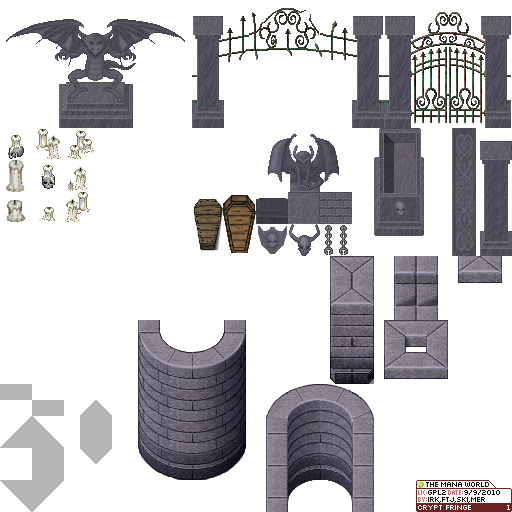 THE MANA WORLD
LIC:GPL2 DATE:9/9/2010
BY:IRK,FTJ,SKI,MER
CRYPT FRINGE 1